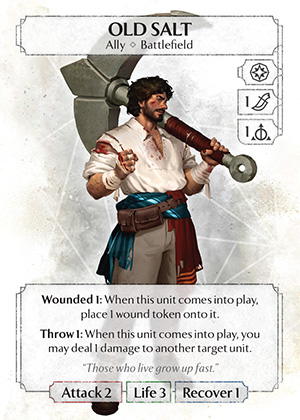 OLD SALT
Ally ◇ Battlefield
1
1
Wounded 1: When this unit comes into play,
place 1 wound token onto it.
Throw 1: When this unit comes into play, you
may deal 1 damage to another target unit.
“Those who live grow up fast.”
Attack 2 Life 3 Recover 1